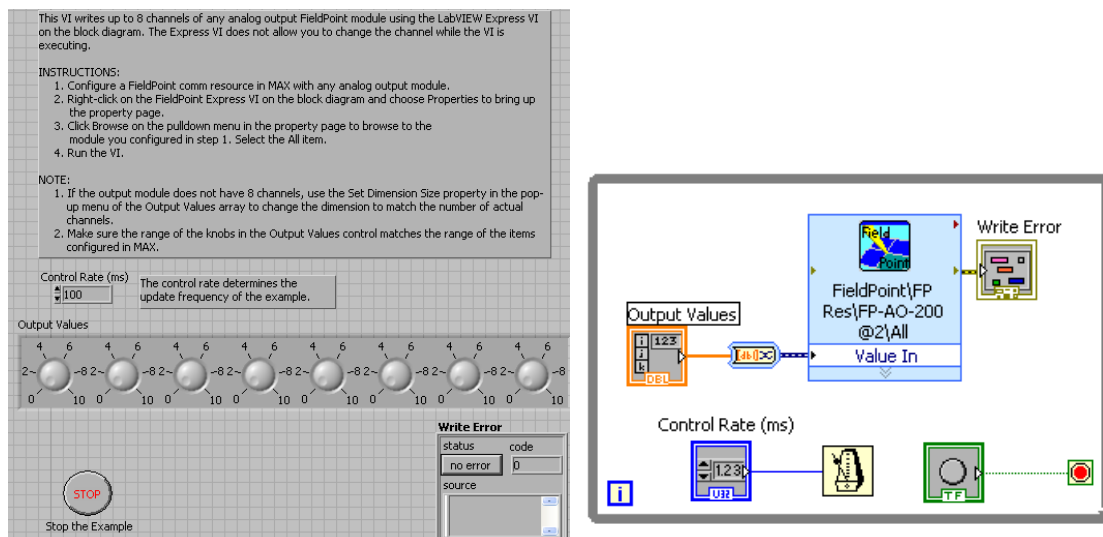 This VI writes up to 8 channels of any analog output FieldPoint module using the LabVIEW Express VI
on the block diagram. The Express VI does not allow you to change the channel while the VI is
executing.
INSTRUCTIONS:
1. Configure a FieldPoint comm resource in MAX with any analog output module.
2. Right-click on the FieldPoint Express VI on the block diagram and choose Properties to bring up
the property page.
3. Click Browse on the pulldown menu in the property page to browse to the
module you configured in step 1. Select the All item.
4. Run the VI.
NOTE:
1. If the output module does not have 8 channels, use the Set Dimension Size property in the pop-
up menu of the Output Values array to change the dimension to match the number of actual
channels.
2. Make sure the range of the knobs in the Output Values control matches the range of the items
configured in MAX.
Control Rate (ms)
100
The control rate determines the
update frequency of the example.
Output Values
4 6 4 6 4 6 4 6 4 6 4 6 4 6 4 6
2 8 2 8 2 8 2 8 2 8 2 8 2 8 2 8
0 10 0 10 0 10 0 10 0 10 0 10 0 10 0 10
Write Error
status code
no error 0
source
STOP
Stop the Example
Field
Point
Write Error
FieldPoint\FP
Res\FP-AO-200
@2\All
Value In
Output Values
i 123
j
k
DBL
[dbl]
Control Rate (ms)
1.23
U32
TF
i